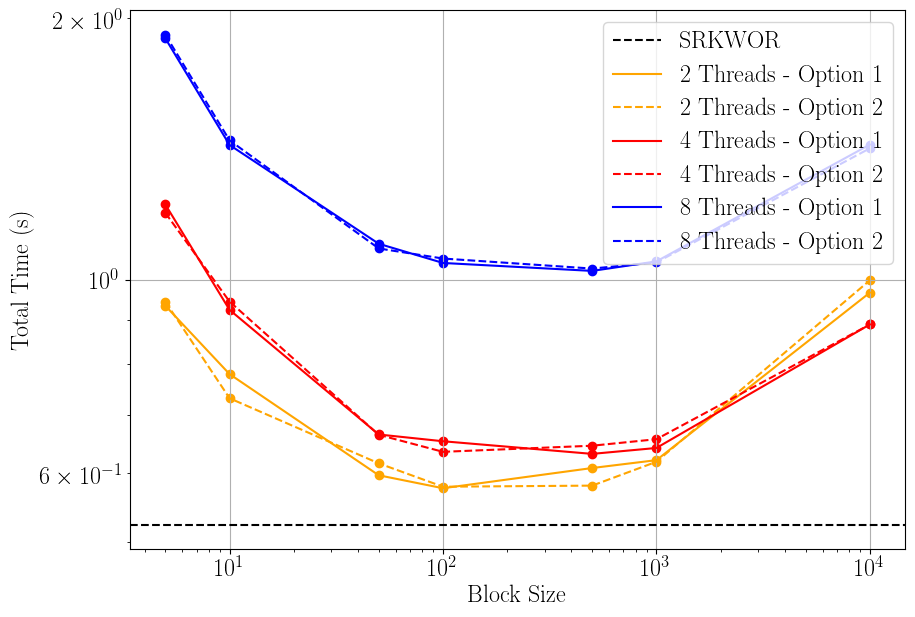 2 × 10⁰
10⁰
6 × 10⁻¹
Total Time (s)
SRKWOR
2 Threads - Option 1
2 Threads - Option 2
4 Threads - Option 1
4 Threads - Option 2
8 Threads - Option 1
8 Threads - Option 2
10¹ 10² 10³ 10⁴
Block Size